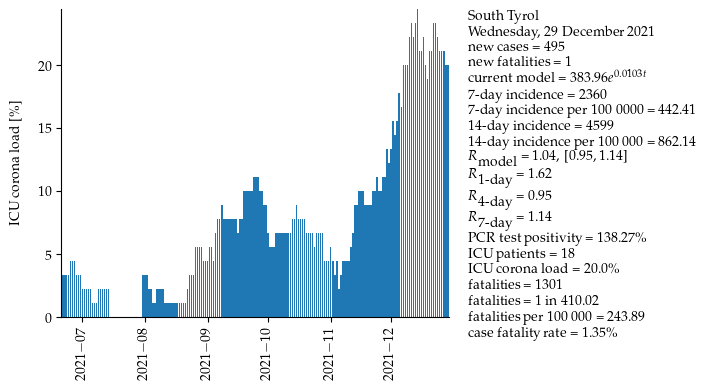 South Tyrol
Wednesday, 29 December 2021
new cases = 495
new fatalities = 1
current model = 383.96e^0.0103t
7-day incidence = 2360
7-day incidence per 100 0000 = 442.41
14-day incidence = 4599
14-day incidence per 100 000 = 862.14
R_model = 1.04, [0.95, 1.14]
R_1-day = 1.62
R_4-day = 0.95
R_7-day = 1.14
PCR test positivity = 138.27%
ICU patients = 18
ICU corona load = 20.0%
fatalities = 1301
fatalities = 1 in 410.02
fatalities per 100 000 = 243.89
case fatality rate = 1.35%
ICU corona load [%]
20
15
10
5
0
2021−07
2021−08
2021−09
2021−10
2021−11
2021−12